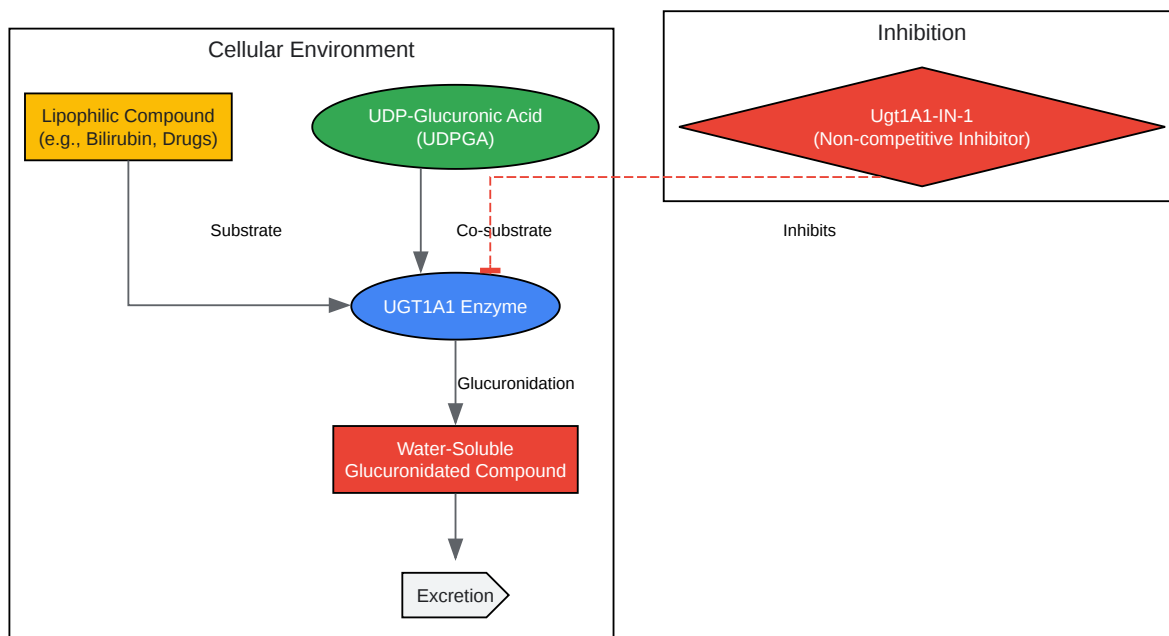 Cellular Environment
Inhibition
Lipophilic Compound
(e.g., Bilirubin, Drugs)
UDP-Glucuronic Acid
(UDPGA)
Ugt1A1-IN-1
(Non-competitive Inhibitor)
Substrate
Co-substrate
Inhibits
UGT1A1 Enzyme
Glucuronidation
Water-Soluble
Glucuronidated Compound
Excretion